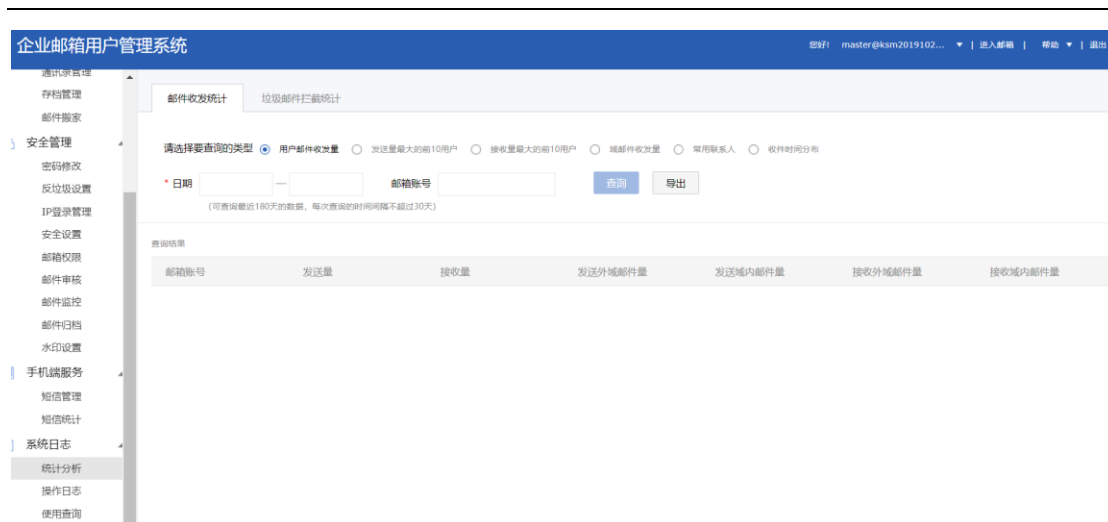 企业邮箱用户管理系统
您好! master@ksm2019102... ▼ | 进入邮箱 | 帮助 ▼ | 退出
通讯录管理
存档管理
邮件搬家
安全管理
密码修改
反垃圾设置
IP登录管理
安全设置
邮箱权限
邮件审核
邮件监控
邮件归档
水印设置
手机端服务
短信管理
短信统计
系统日志
统计分析
操作日志
使用查询
邮件收发统计 垃圾邮件拦截统计
请选择要查询的类型 用户邮件收发量 发送量最大的前10用户 接收量最大的前10用户 域邮件收发量 常用联系人 收件时间分布
* 日期 — 邮箱账号 查询 导出
(可查询最近180天的数据，每次查询的时间间隔不超过30天)
查询结果
邮箱账号 发送量 接收量 发送外域邮件量 发送域内邮件量 接收外域邮件量 接收域内邮件量